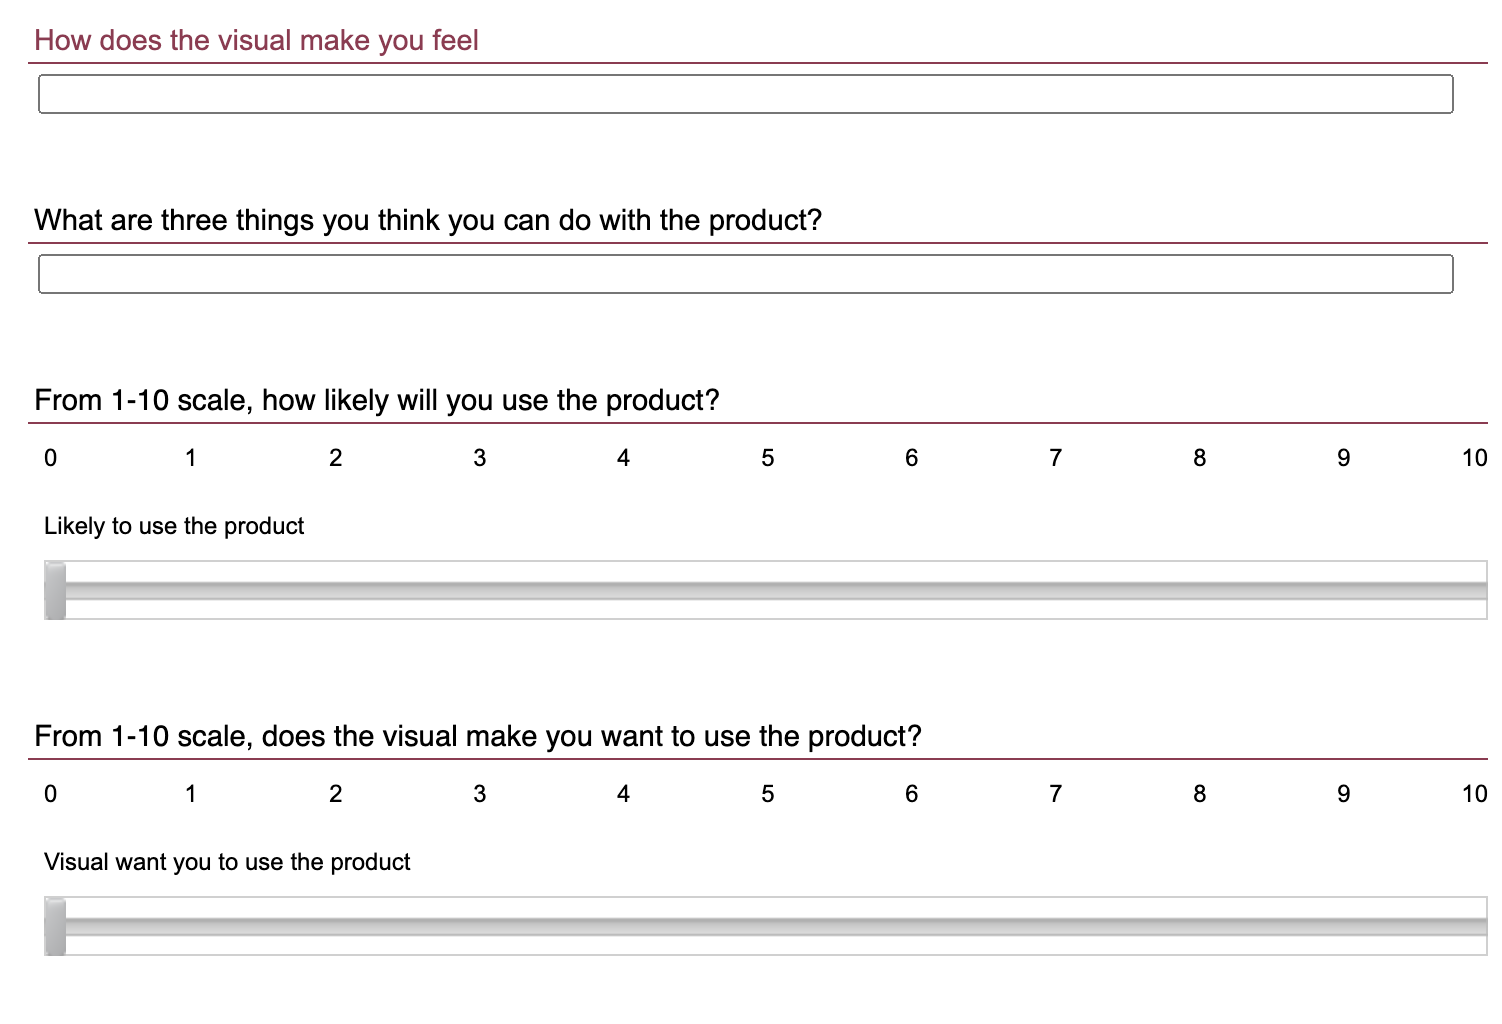 How does the visual make you feel
What are three things you think you can do with the product?
From 1-10 scale, how likely will you use the product?
0 1 2 3 4 5 6 7 8 9 10
Likely to use the product
From 1-10 scale, does the visual make you want to use the product?
0 1 2 3 4 5 6 7 8 9 10
Visual want you to use the product